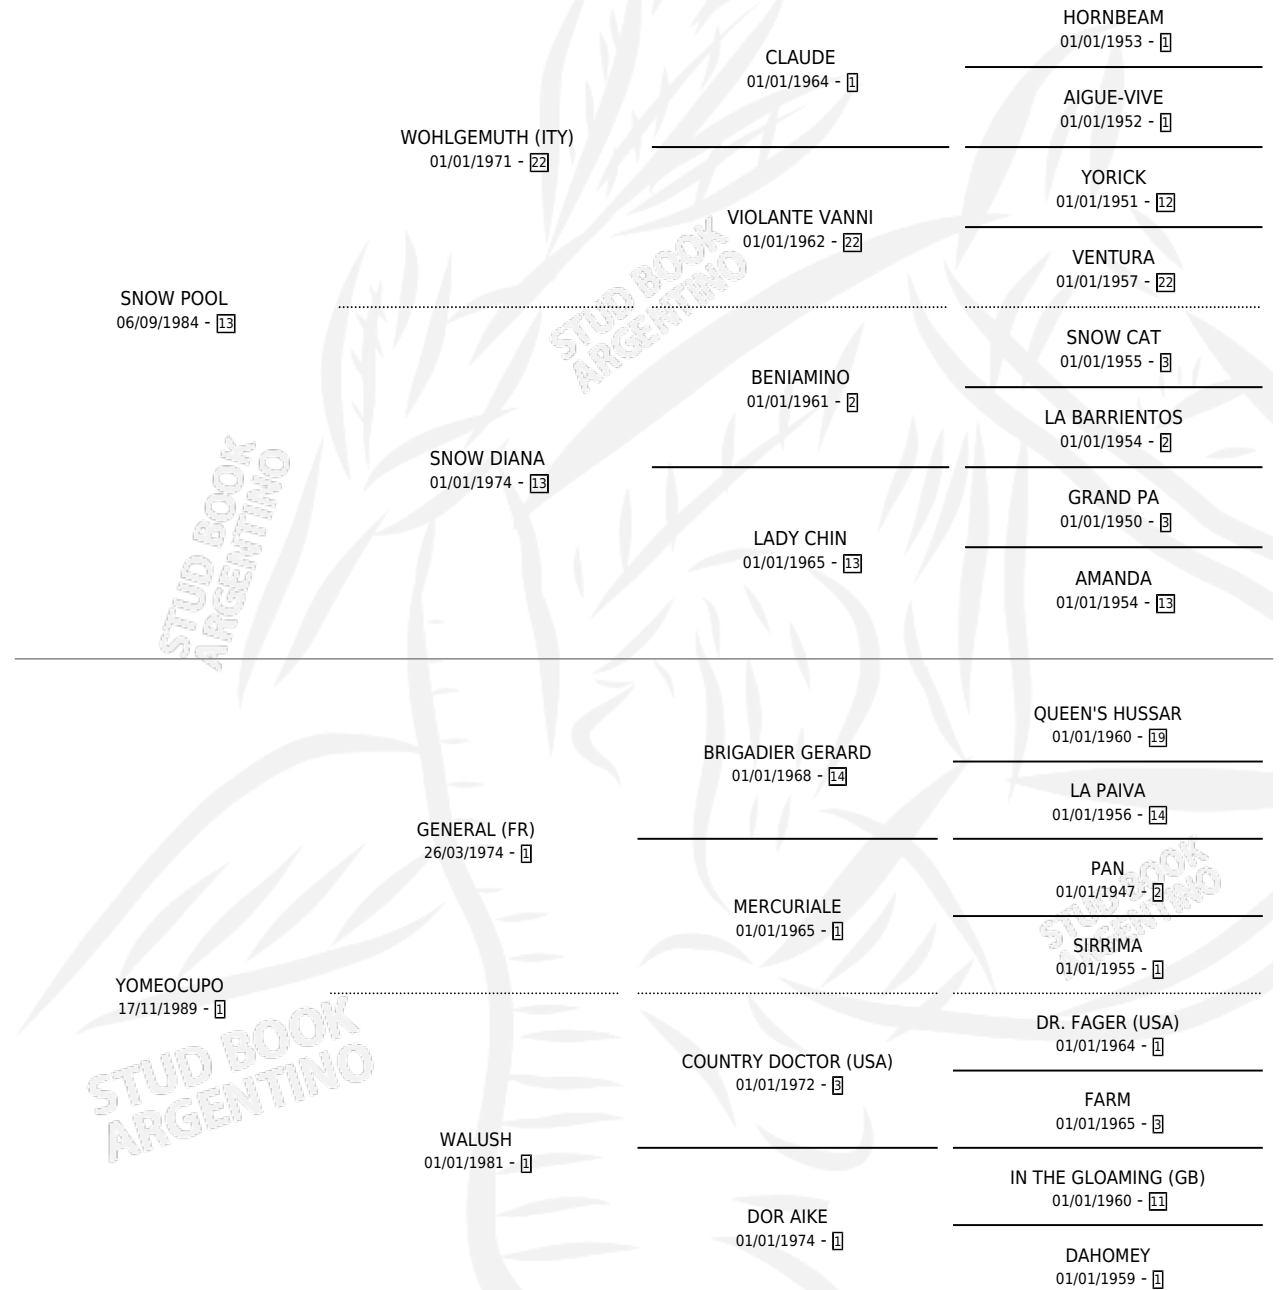 HORNBEAM
01/01/1953 - 1
CLAUDE
01/01/1964 - 1
AIGUE-VIVE
01/01/1952 - 1
WOHLGEMUTH (ITY)
01/01/1971 - 22
YORICK
01/01/1951 - 12
VIOLANTE VANNI
01/01/1962 - 22
VENTURA
01/01/1957 - 22
SNOW POOL
06/09/1984 - 13
SNOW CAT
01/01/1955 - 3
BENIAMINO
01/01/1961 - 2
LA BARRIENTOS
01/01/1954 - 2
SNOW DIANA
01/01/1974 - 13
GRAND PA
01/01/1950 - 3
LADY CHIN
01/01/1965 - 13
AMANDA
01/01/1954 - 13
QUEEN'S HUSSAR
01/01/1960 - 19
BRIGADIER GERARD
01/01/1968 - 14
LA PAIVA
01/01/1956 - 14
GENERAL (FR)
26/03/1974 - 1
PAN
01/01/1947 - 2
MERCURIALE
01/01/1965 - 1
SIRRIMA
01/01/1955 - 1
YOMEOCUPO
17/11/1989 - 1
DR. FAGER (USA)
01/01/1964 - 1
COUNTRY DOCTOR (USA)
01/01/1972 - 3
FARM
01/01/1965 - 3
WALUSH
01/01/1981 - 1
IN THE GLOAMING (GB)
01/01/1960 - 11
DOR AIKE
01/01/1974 - 1
DAHOMEY
01/01/1959 - 1
STUD BOOK
ARGENTINO
STUD BOOK
ARGENTINO
STUD BOOK
ARGENTINO
STUD BOOK
ARGENTINO